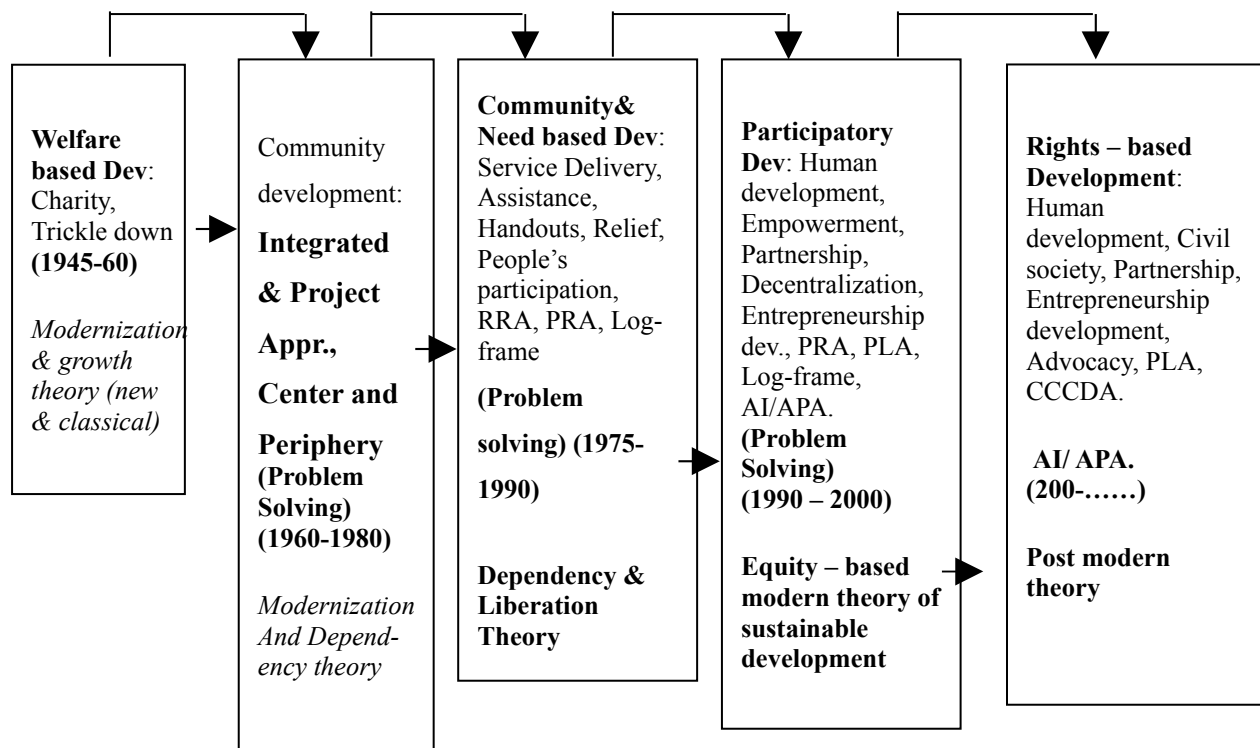 Welfare
based Dev:
Charity,
Trickle down
(1945-60)
Modernization
& growth
theory (new
& classical)
Community
development:
Integrated
& Project
Appr.,
Center and
Periphery
(Problem
Solving)
(1960-1980)
Modernization
And Depend-
ency theory
Community&
Need based Dev:
Service Delivery,
Assistance,
Handouts, Relief,
People’s
participation,
RRA, PRA, Log-
frame
(Problem
solving) (1975-
1990)
Dependency &
Liberation
Theory
Participatory
Dev: Human
development,
Empowerment,
Partnership,
Decentralization,
Entrepreneurship
dev., PRA, PLA,
Log-frame,
AI/APA.
(Problem
Solving)
(1990 – 2000)
Equity – based
modern theory of
sustainable
development
Rights – based
Development:
Human
development, Civil
society, Partnership,
Entrepreneurship
development,
Advocacy, PLA,
CCCDA.
AI/ APA.
(200-……)
Post modern
theory